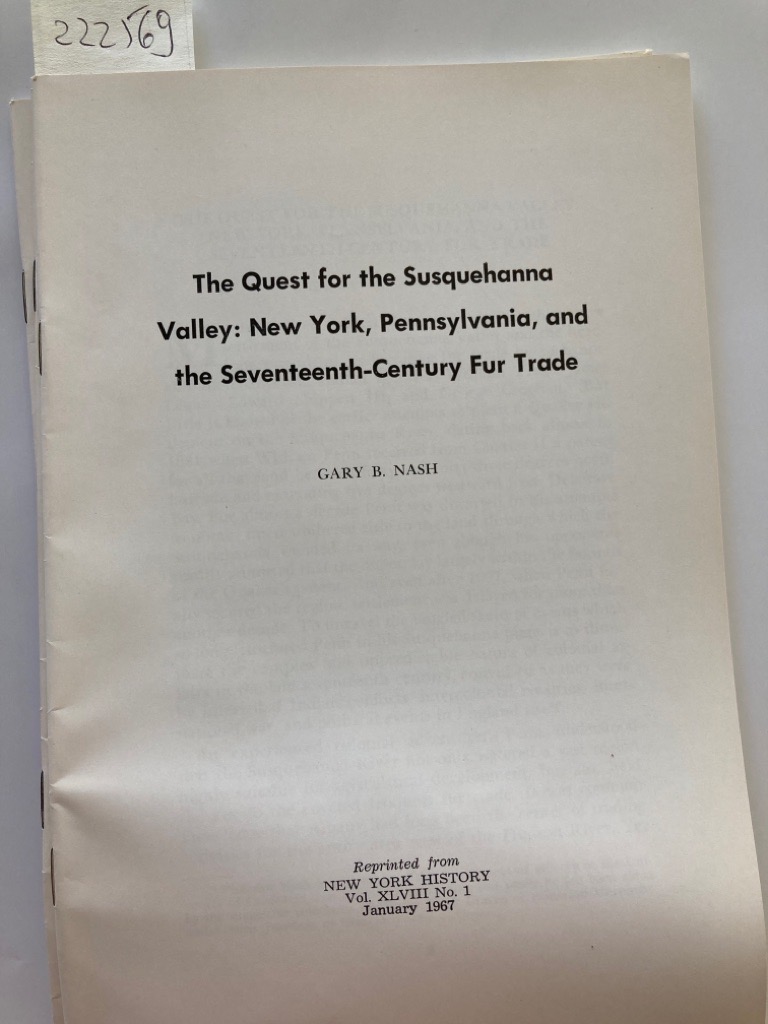 222569
The Quest for the Susquehanna
Valley: New York, Pennsylvania, and
the Seventeenth-Century Fur Trade
GARY B. NASH
Reprinted from
NEW YORK HISTORY
Vol. XLVIII No. 1
January 1967